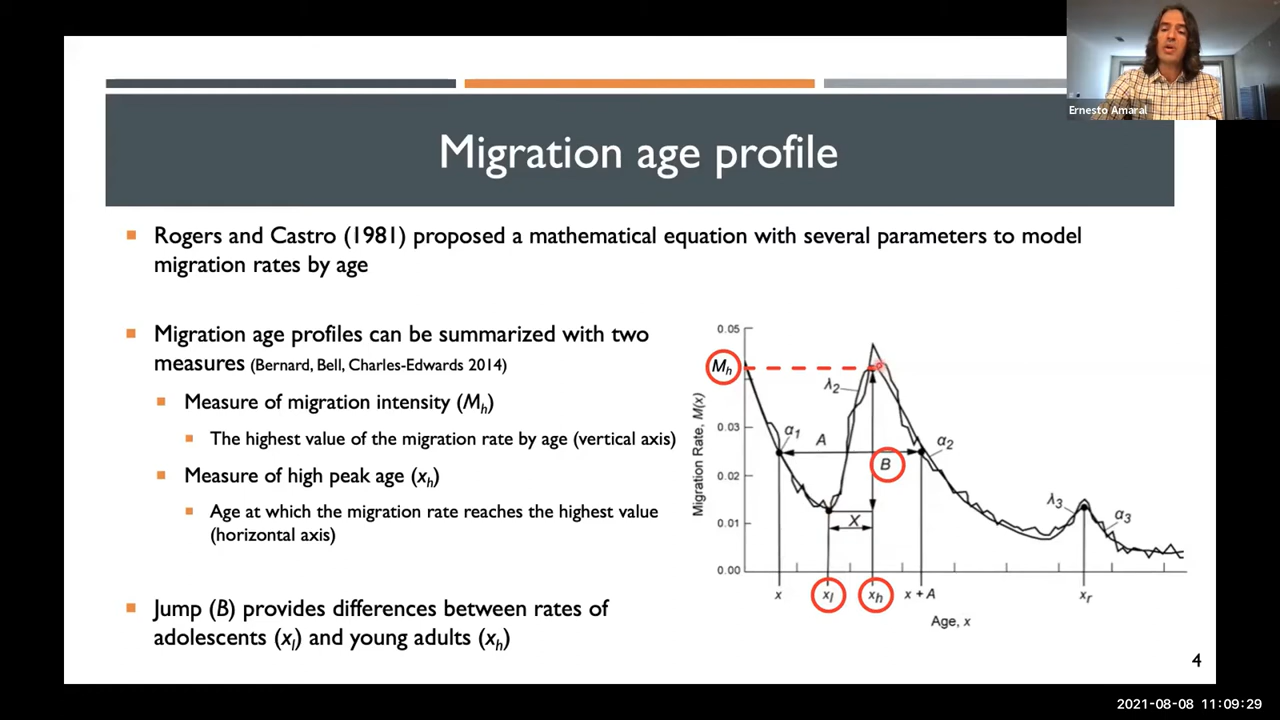 Ernesto Amaral
Migration age profile
Rogers and Castro (1981) proposed a mathematical equation with several parameters to model
migration rates by age
Migration age profiles can be summarized with two
measures (Bernard, Bell, Charles-Edwards 2014)
Measure of migration intensity (Mh)
The highest value of the migration rate by age (vertical axis)
Measure of high peak age (xh)
Age at which the migration rate reaches the highest value
(horizontal axis)
Jump (B) provides differences between rates of
adolescents (xl) and young adults (xh)
0.05
Mh
λ2
0.03
α1
A
α2
0.02
B
Migration Rate, M(x)
λ3
0.01
X
α3
0.00
x
xl
xh
x + A
xr
Age, x
4
2021-08-08 11:09:29